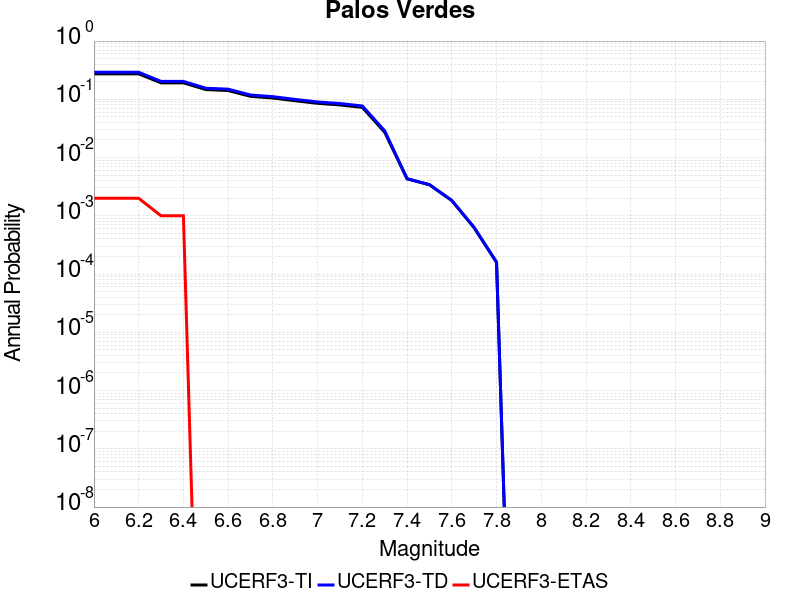 Palos Verdes
10^0
10^-1
10^-2
10^-3
10^-4
10^-5
10^-6
10^-7
10^-8
Annual Probability
6 6.2 6.4 6.6 6.8 7 7.2 7.4 7.6 7.8 8 8.2 8.4 8.6 8.8 9
Magnitude
UCERF3-TI UCERF3-TD UCERF3-ETAS